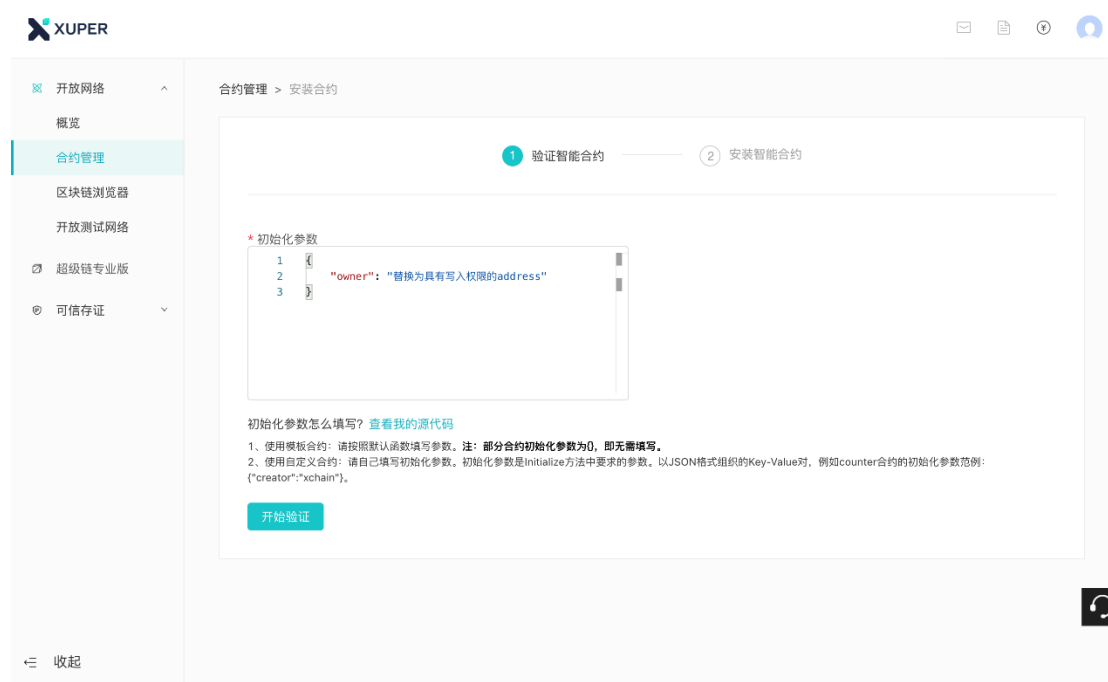 XUPER
开放网络
概览
合约管理
区块链浏览器
开放测试网络
超级链专业版
可信存证
收起
合约管理 > 安装合约
1 验证智能合约
2 安装智能合约
* 初始化参数
1 {
2 "owner": "替换为具有写入权限的address"
3 }
初始化参数怎么填写? 查看我的源代码
1、使用模板合约：请按照默认函数填写参数。注：部分合约初始化参数为{}，即无需填写。
2、使用自定义合约：请自己填写初始化参数。初始化参数是Initialize方法中要求的参数。以JSON格式组织的Key-Value对，例如counter合约的初始化参数范例：
{"creator":"xchain"}。
开始验证